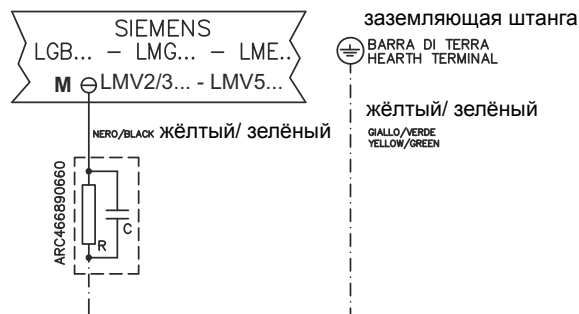 SIEMENS
LGB... – LMG... – LME..
M LMV2/3... - LMV5...
заземляющая штанга
BARRA DI TERRA
HEARTH TERMINAL
NERO/BLACK жёлтый/ зелёный
жёлтый/ зелёный
GIALLO/VERDE
YELLOW/GREEN
ARC466890660
C
R